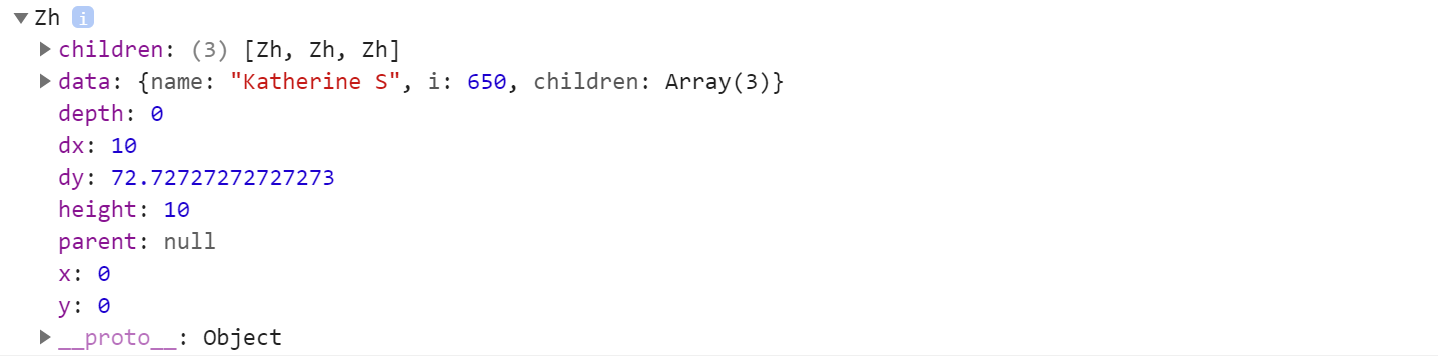 Zh i
children: (3) [Zh, Zh, Zh]
data: {name: "Katherine S", i: 650, children: Array(3)}
depth: 0
dx: 10
dy: 72.72727272727273
height: 10
parent: null
x: 0
y: 0
__proto__: Object